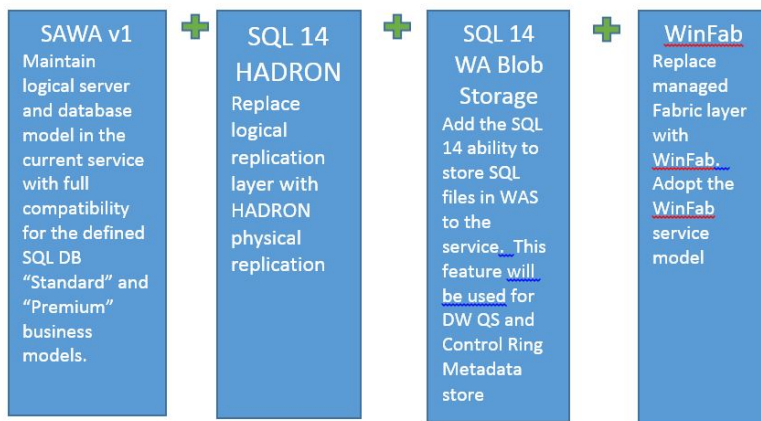 SAWA v1
Maintain
logical server
and database
model in the
current service
with full
compatibility
for the defined
SQL DB
“Standard” and
“Premium”
business
models.
SQL 14
HADRON
Replace
logical
replication
layer with
HADRON
physical
replication
SQL 14
WA Blob
Storage
Add the SQL
14 ability to
store SQL
files in WAS
to the
service.  This
feature will
be used for
DW QS and
Control Ring
Metadata
store
WinFab
Replace
managed
Fabric layer
with
WinFab.
Adopt the
WinFab
service
model